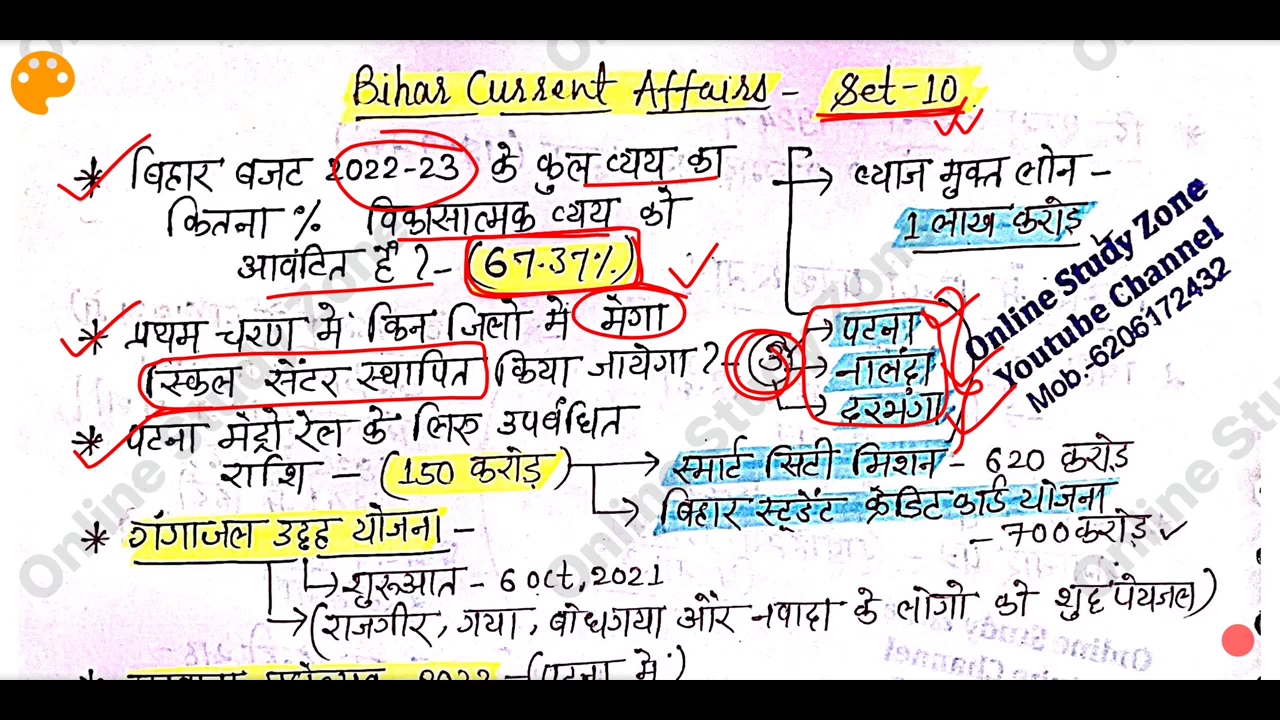 Bihar Current Affairs - Set-10
* बिहार बजट 2022-23 के कुल व्यय का
कितना % विकासात्मक व्यय को
आवंटित है ? - (67.37%)
* प्रथम चरण में किन जिलों में मेगा
स्किल सेंटर स्थापित किया जायेगा ? - 3
→ पटना
→ नालंदा
→ दरभंगा
→ ब्याज मुक्त लोन -
1 लाख करोड़
* पटना मेट्रो रेल के लिए उपबंधित
राशि - (150 करोड़)
→ स्मार्ट सिटी मिशन - 620 करोड़
→ बिहार स्टूडेंट क्रेडिट कार्ड योजना
- 700 करोड़
* गंगाजल उद्वह योजना -
→ शुरूआत - 6 Oct, 2021
→ (राजगीर, गया, बोधगया और नवादा के लोगो को शुद्ध पेयजल)
2022 - (पटना में)
Online Study Zone
Youtube Channel
Mob.-6206172432